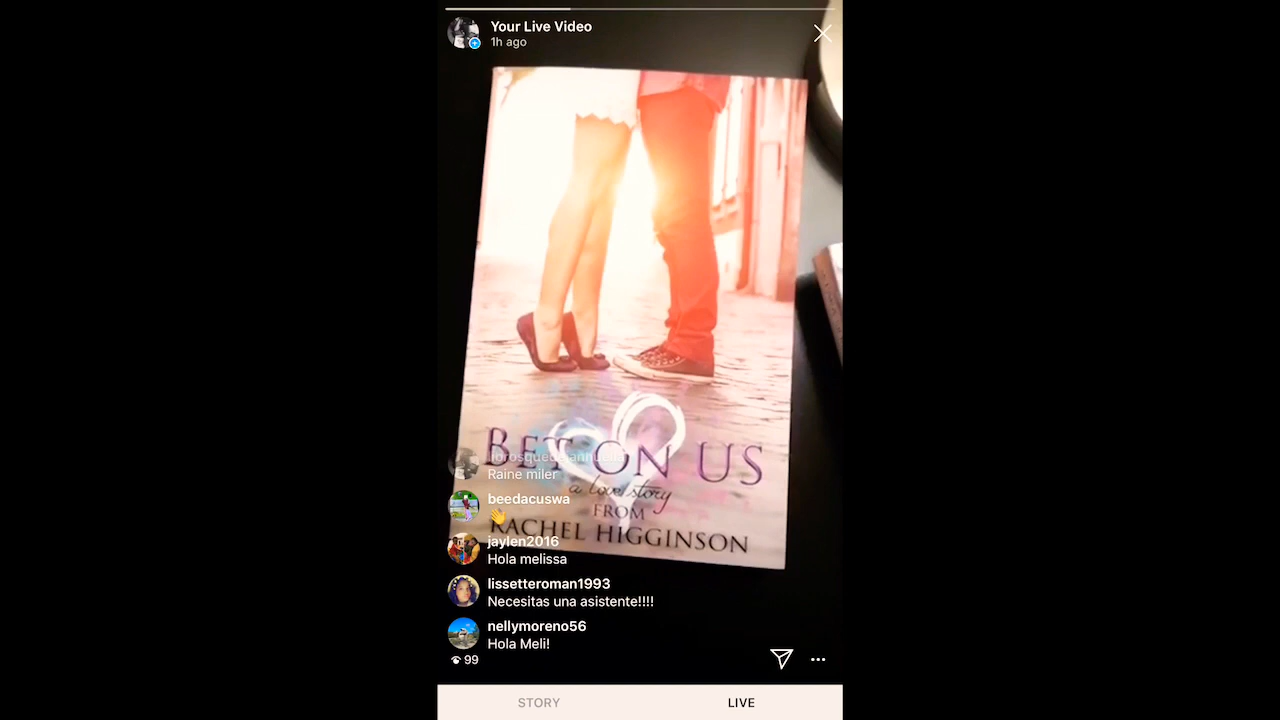 Your Live Video
1h ago
BET ON US
a love story
FROM
RACHEL HIGGINSON
Raine miler
beedacuswa
👋
jaylen2016
Hola melissa
lissetteroman1993
Necesitas una asistente!!!!
nellymoreno56
Hola Meli!
99
STORY
LIVE